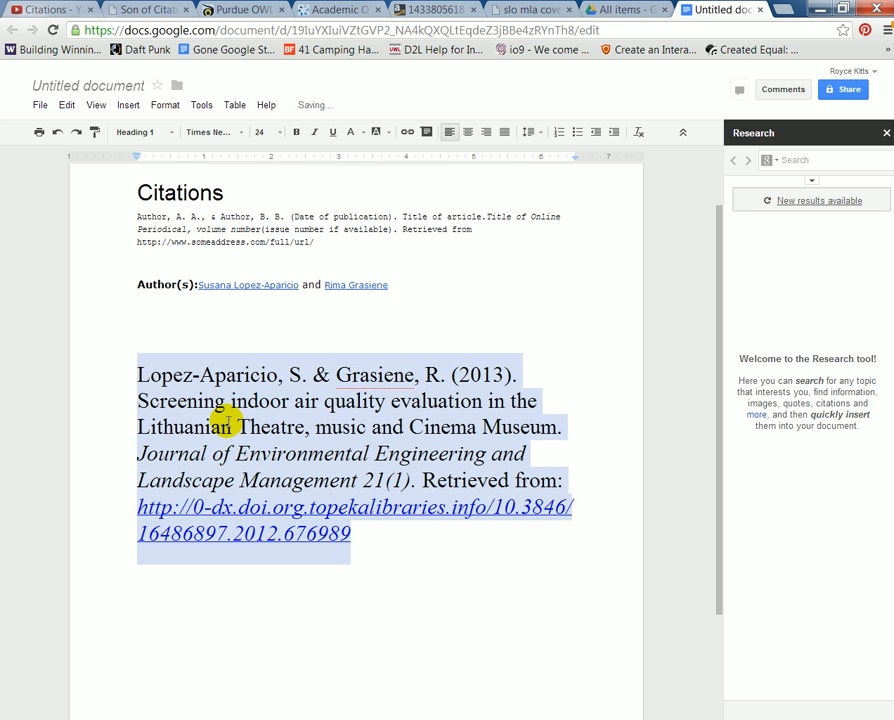 Citations - Y
Son of Citati
Purdue OWL
Academic O
1433805618
slo mla cove
All items - G
Untitled doc
https://docs.google.com/document/d/19IuYXIuiVZtGVP2_NA4kQXQLtEqdeZ3jBBe4zRYnTh8/edit
Building Winnin...
Daft Punk
Gone Google St...
41 Camping Ha...
D2L Help for In...
io9 - We come ...
Create an Intera...
Created Equal: ...
»
Royce Kitts
Untitled document
Comments
Share
File Edit View Insert Format Tools Table Help Saving...
Heading 1 Times Ne... 24 B I U A A
Research
1 1 2 3 4 5 6 7
Search
New results available
Citations
Author, A. A., & Author, B. B. (Date of publication). Title of article.Title of Online
Periodical, volume number(issue number if available). Retrieved from
http://www.someaddress.com/full/url/
Author(s):Susana Lopez-Aparicio and Rima Grasiene
Lopez-Aparicio, S. & Grasiene, R. (2013).
Screening indoor air quality evaluation in the
Lithuanian Theatre, music and Cinema Museum.
Journal of Environmental Engineering and
Landscape Management 21(1). Retrieved from:
http://0-dx.doi.org.topekalibraries.info/10.3846/
16486897.2012.676989
Welcome to the Research tool!
Here you can search for any topic
that interests you, find information,
images, quotes, citations and
more, and then quickly insert
them into your document.